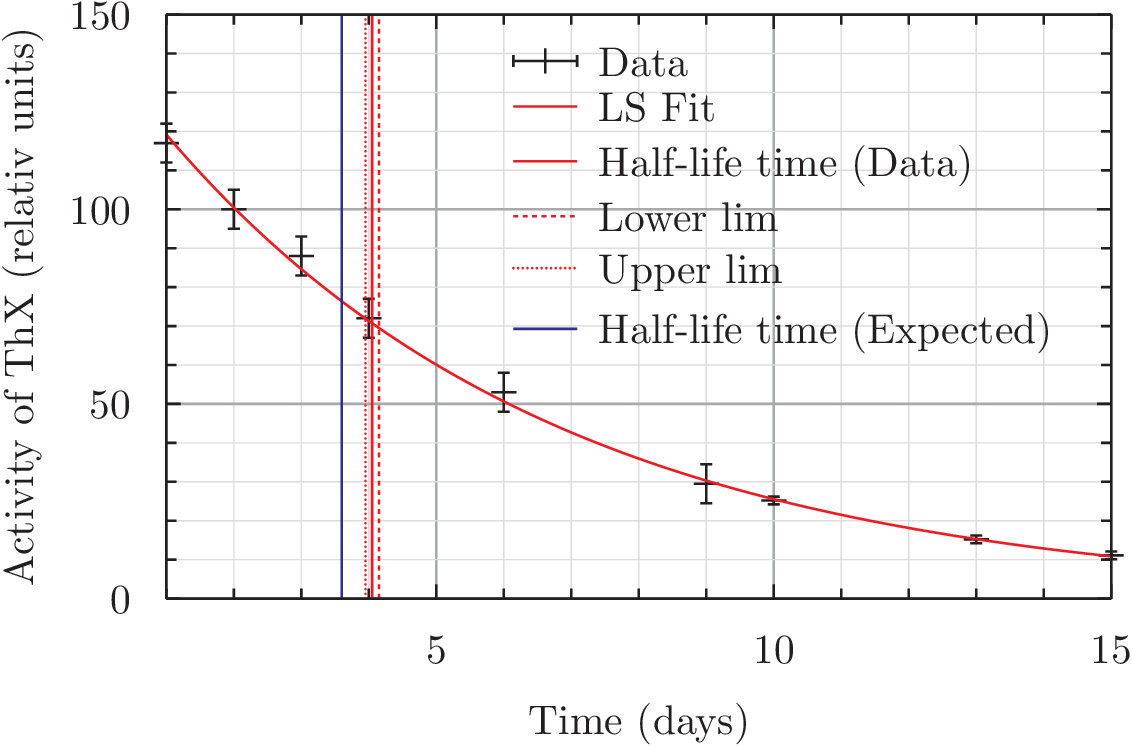 150
100
50
0
Activity of ThX (relativ units)
Data
LS Fit
Half-life time (Data)
Lower lim
Upper lim
Half-life time (Expected)
5
10
15
Time (days)